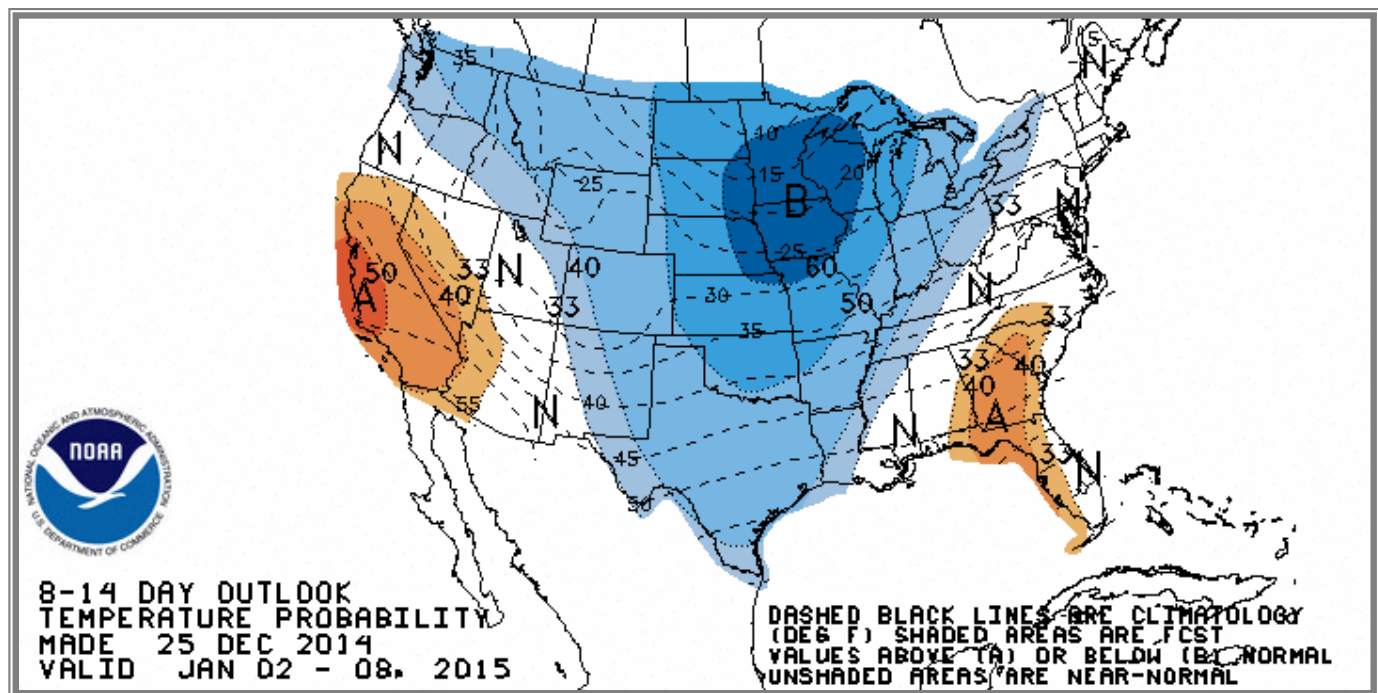 35
5
N
N
10
15
20
25
B
N
33
25
50
A
33
40
N
40
33
60
50
30
35
N
33
33
40
40
A
55
N
40
45
N
33
N
NOAA
NATIONAL OCEANIC AND ATMOSPHERIC ADMINISTRATION
U.S. DEPARTMENT OF COMMERCE
8-14 DAY OUTLOOK
TEMPERATURE PROBABILITY
MADE 25 DEC 2014
VALID JAN 02 - 08, 2015
DASHED BLACK LINES ARE CLIMATOLOGY
(DEG F) SHADED AREAS ARE FCST
VALUES ABOVE (A) OR BELOW (B) NORMAL
UNSHADED AREAS ARE NEAR-NORMAL